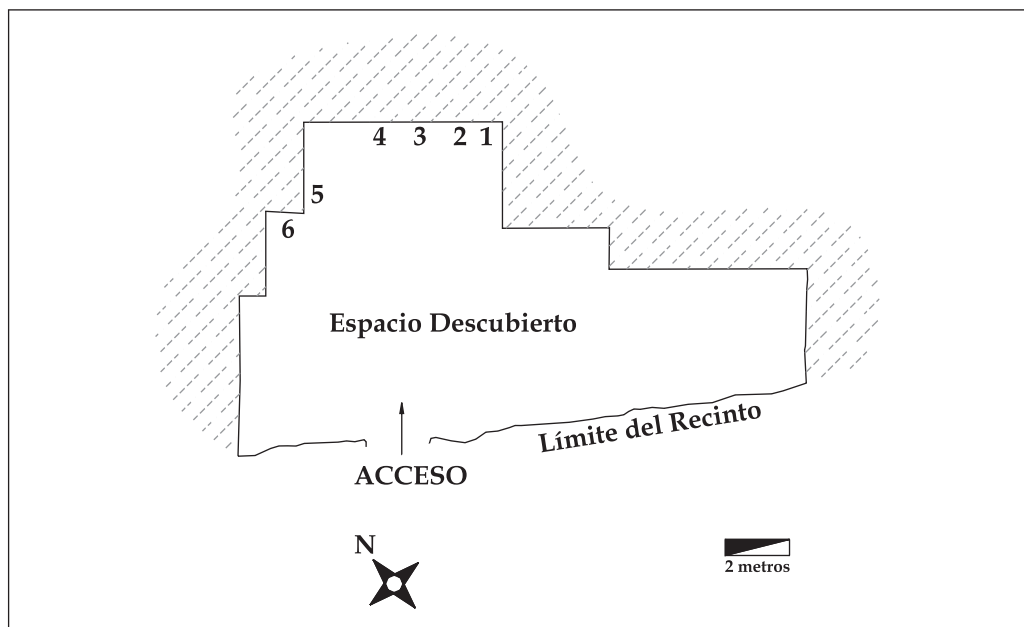 4 3 2 1
5
6
Espacio Descubierto
Límite del Recinto
ACCESO
N
2 metros